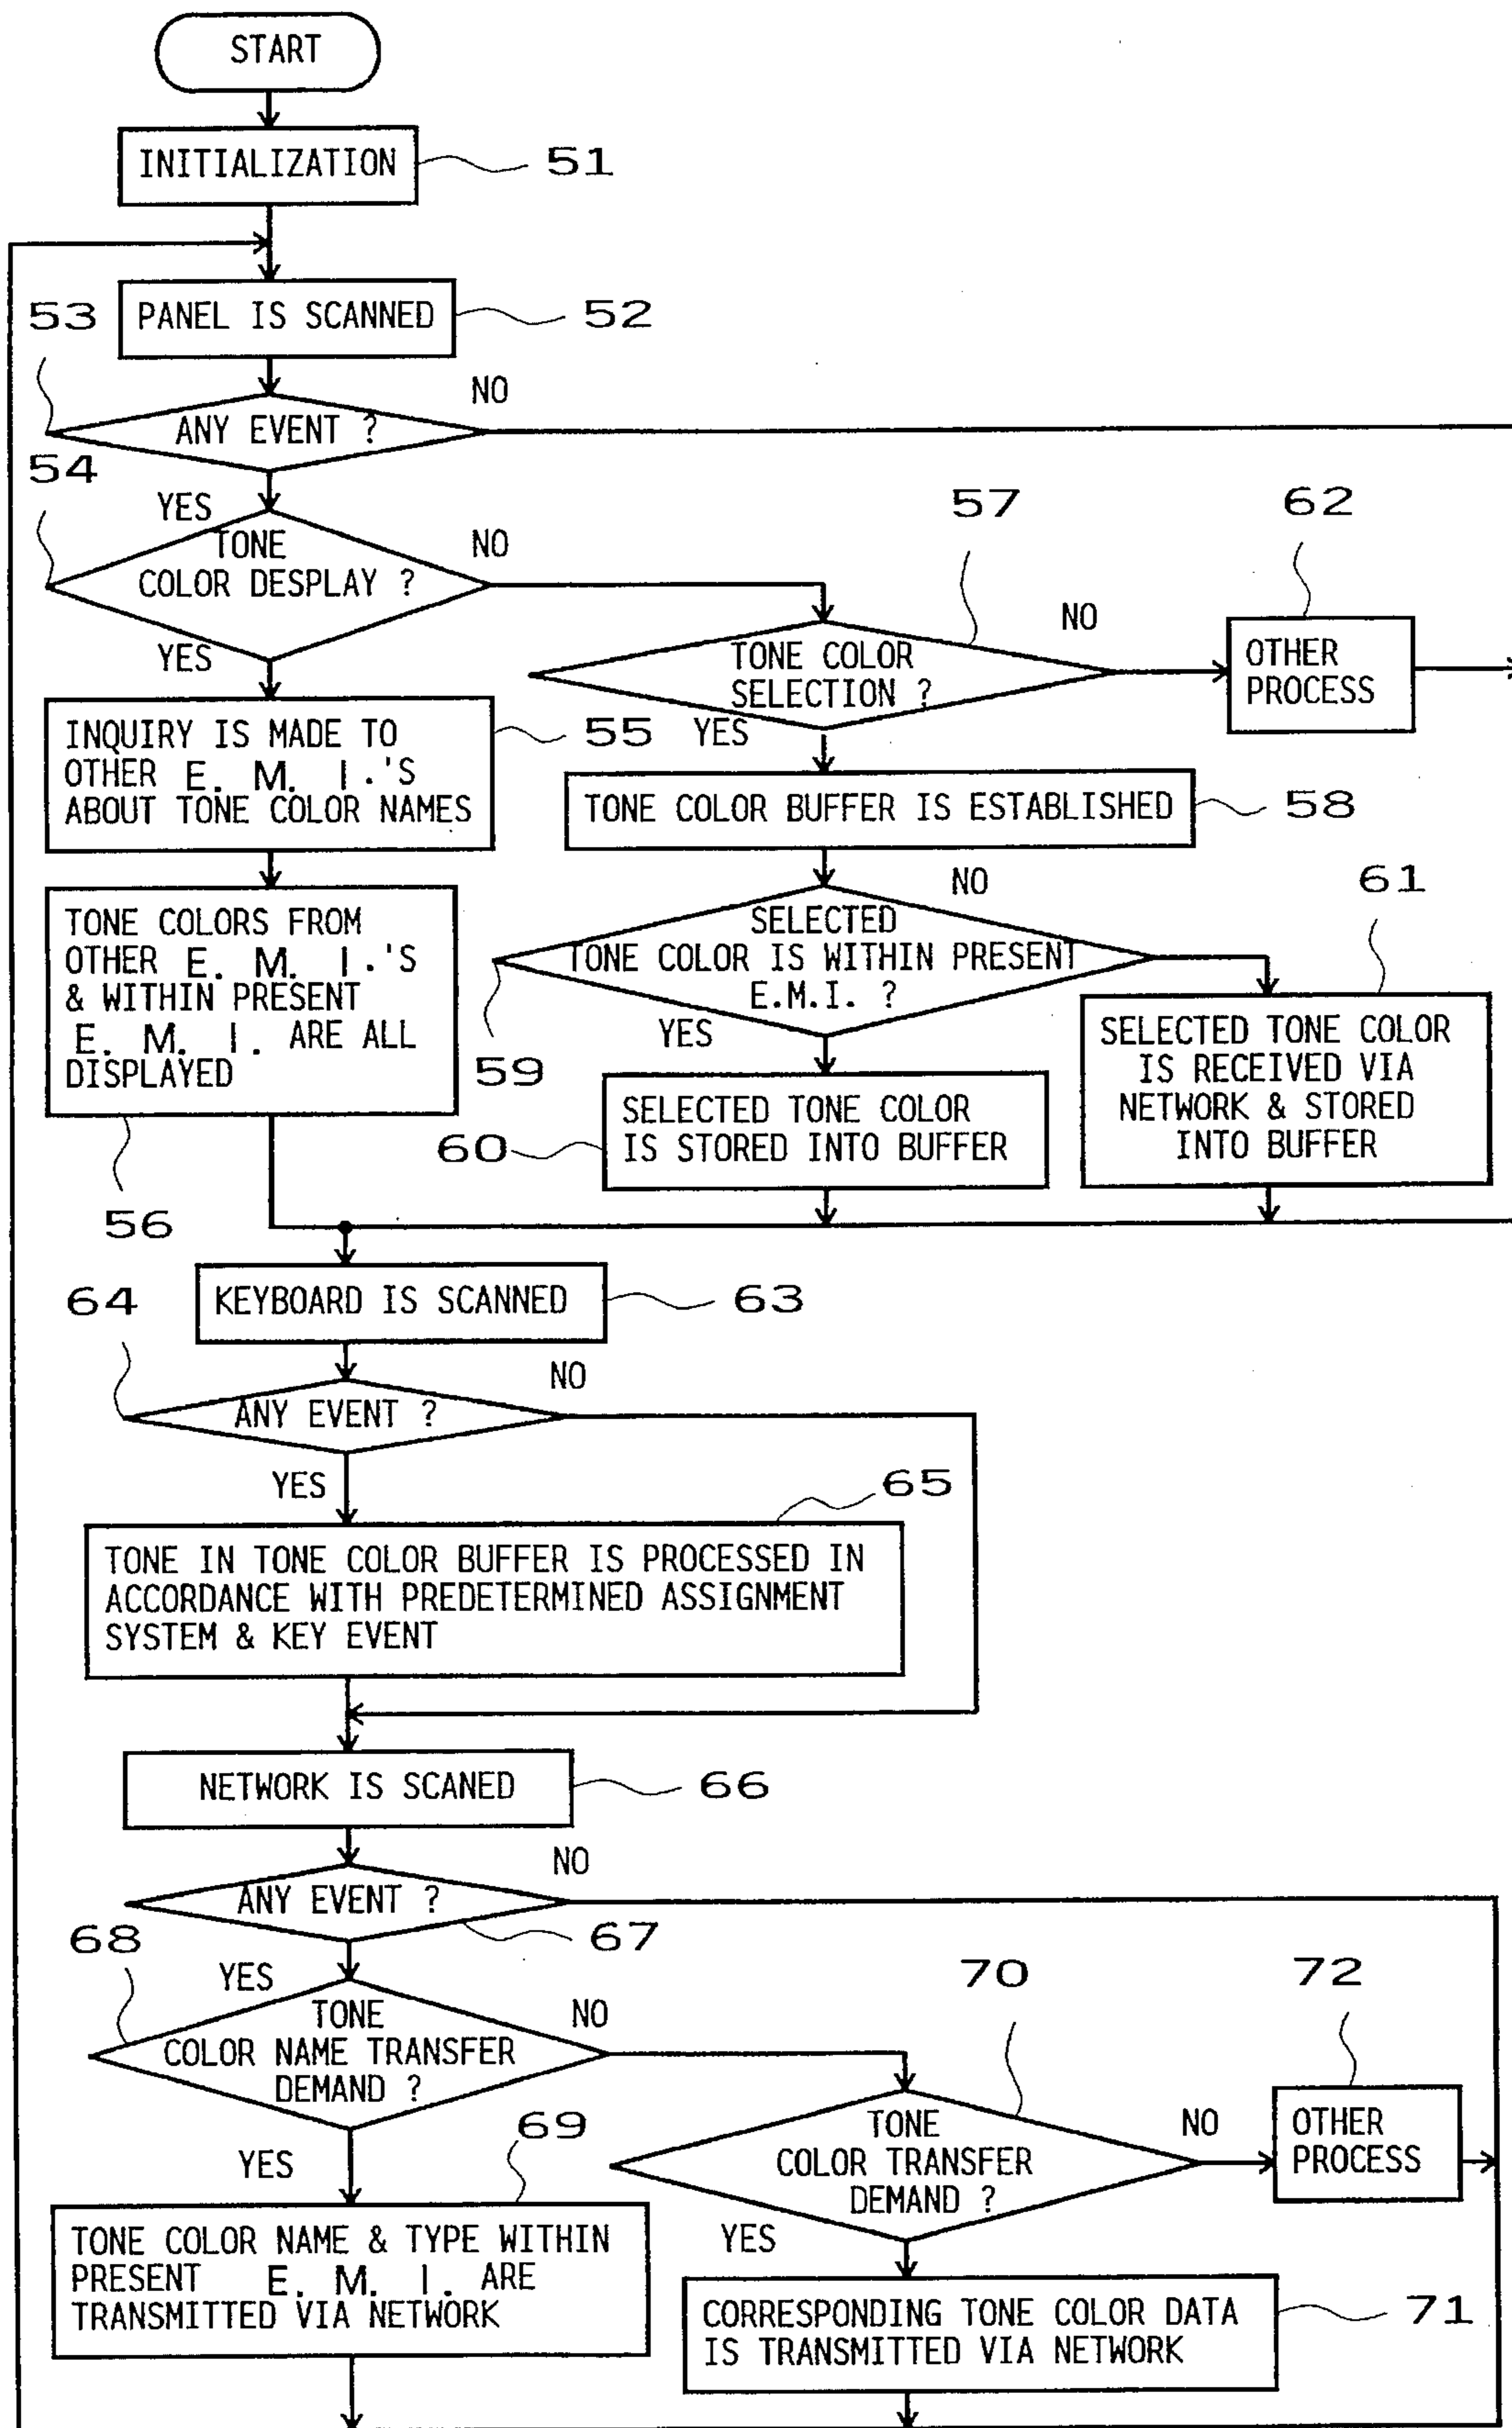 START
INITIALIZATION
51
PANEL IS SCANNED
52
53
ANY EVENT ?
NO
54
YES
TONE
COLOR DESPLAY ?
NO
YES
57
TONE COLOR
SELECTION ?
NO
62
OTHER
PROCESS
INQUIRY IS MADE TO
OTHER E. M. I.'S
ABOUT TONE COLOR NAMES
55
YES
TONE COLOR BUFFER IS ESTABLISHED
58
TONE COLORS FROM
OTHER E. M. I.'S
& WITHIN PRESENT
E. M. I. ARE ALL
DISPLAYED
56
NO
SELECTED
TONE COLOR IS WITHIN PRESENT
E.M.I. ?
59
YES
61
SELECTED TONE COLOR
IS RECEIVED VIA
NETWORK & STORED
INTO BUFFER
60
SELECTED TONE COLOR
IS STORED INTO BUFFER
KEYBOARD IS SCANNED
63
64
ANY EVENT ?
NO
YES
65
TONE IN TONE COLOR BUFFER IS PROCESSED IN
ACCORDANCE WITH PREDETERMINED ASSIGNMENT
SYSTEM & KEY EVENT
NETWORK IS SCANED
66
ANY EVENT ?
NO
67
68
YES
TONE
COLOR NAME TRANSFER
DEMAND ?
NO
70
72
YES
69
TONE
COLOR TRANSFER
DEMAND ?
NO
OTHER
PROCESS
YES
TONE COLOR NAME & TYPE WITHIN
PRESENT E. M. I. ARE
TRANSMITTED VIA NETWORK
CORRESPONDING TONE COLOR DATA
IS TRANSMITTED VIA NETWORK
71